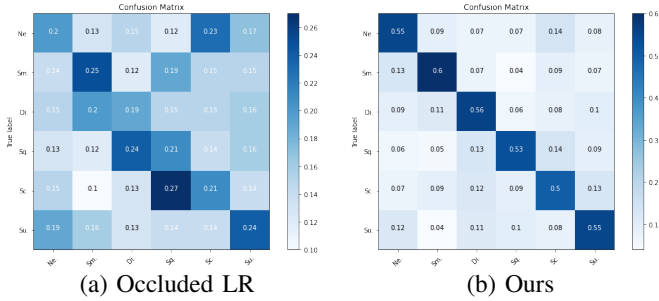 Confusion Matrix
Ne. 0.2 0.13 0.15 0.12 0.23 0.17
Sm. 0.14 0.25 0.12 0.19 0.15 0.15
Di. 0.15 0.2 0.19 0.15 0.15 0.16
Sq. 0.13 0.12 0.24 0.21 0.14 0.16
Sc. 0.15 0.1 0.13 0.27 0.21 0.14
Su. 0.19 0.16 0.13 0.14 0.14 0.24
True label
Ne. Sm. Di. Sq. Sc. Su.
0.26
0.24
0.22
0.20
0.18
0.16
0.14
0.12
0.10
(a) Occluded LR
Confusion Matrix
Ne. 0.55 0.09 0.07 0.07 0.14 0.08
Sm. 0.13 0.6 0.07 0.04 0.09 0.07
Di. 0.09 0.11 0.56 0.06 0.08 0.1
Sq. 0.06 0.05 0.13 0.53 0.14 0.09
Sc. 0.07 0.09 0.12 0.09 0.5 0.13
Su. 0.12 0.04 0.11 0.1 0.08 0.55
True label
Ne. Sm. Di. Sq. Sc. Su.
0.6
0.5
0.4
0.3
0.2
0.1
(b) Ours